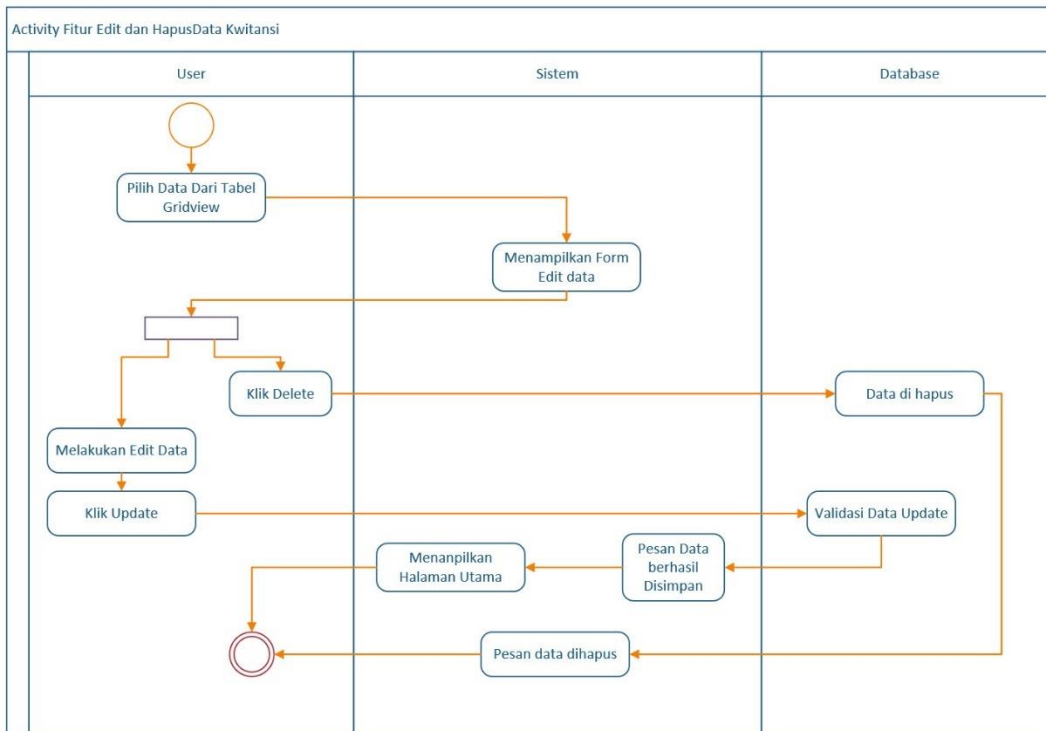 Activity Fitur Edit dan HapusData Kwitansi
User
Sistem
Database
Pilih Data Dari Tabel
Gridview
Menampilkan Form
Edit data
Klik Delete
Data di hapus
Melakukan Edit Data
Klik Update
Validasi Data Update
Pesan Data
berhasil
Disimpan
Menanpilkan
Halaman Utama
Pesan data dihapus